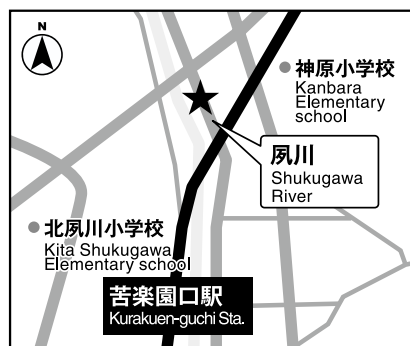 N
神原小学校
Kanbara
Elementary
school
夙川
Shukugawa
River
北夙川小学校
Kita Shukugawa
Elementary school
苦楽園口駅
Kurakuen-guchi Sta.